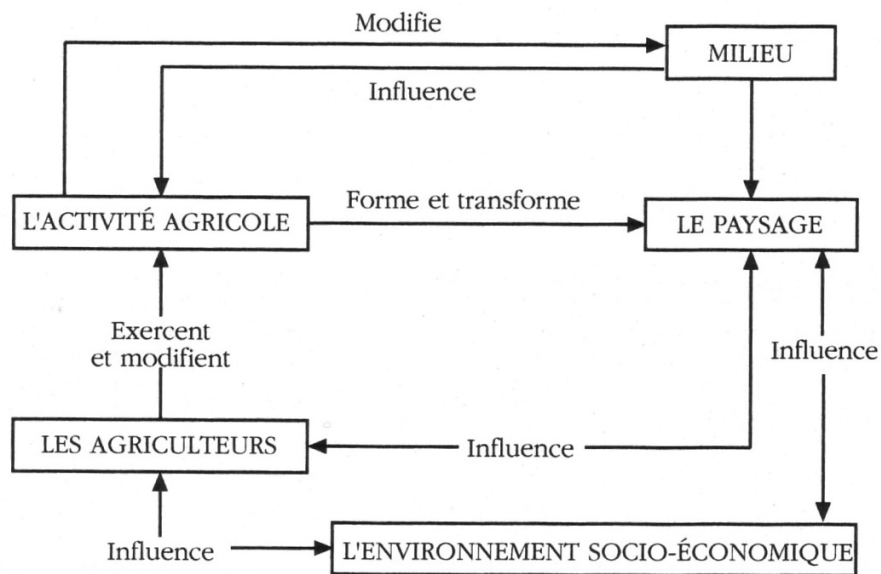 Modifie
MILIEU
Influence
Forme et transforme
L'ACTIVITÉ AGRICOLE
LE PAYSAGE
Exercent
et modifient
Influence
LES AGRICULTEURS
Influence
Influence
L'ENVIRONNEMENT SOCIO-ÉCONOMIQUE